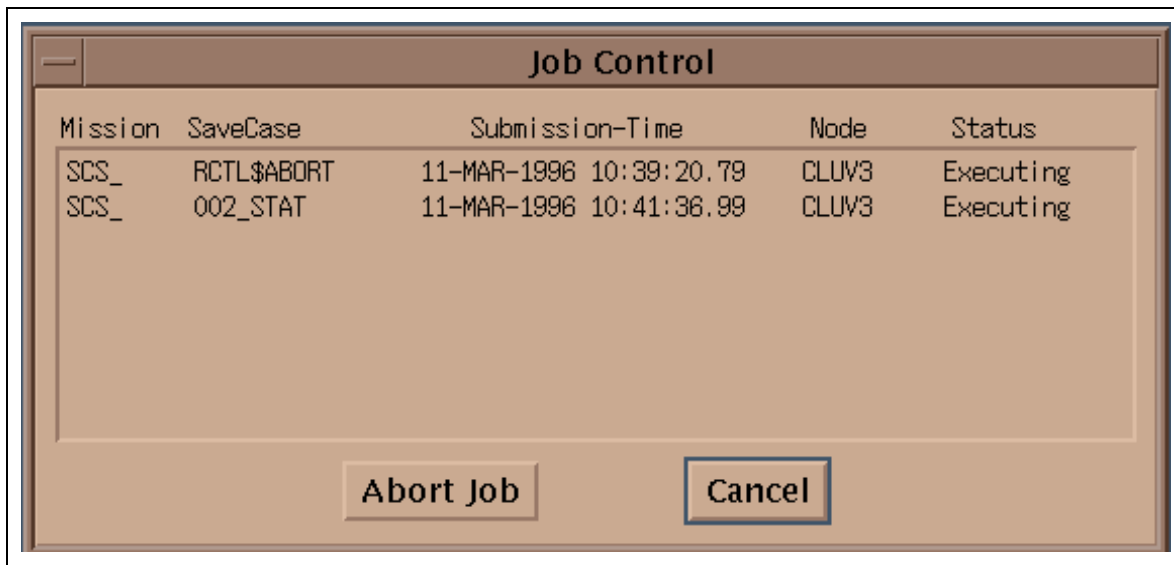 Job Control
Mission SaveCase Submission-Time Node Status
SCS_ RCTL$ABORT 11-MAR-1996 10:39:20.79 CLUV3 Executing
SCS_ 002_STAT 11-MAR-1996 10:41:36.99 CLUV3 Executing
Abort Job Cancel